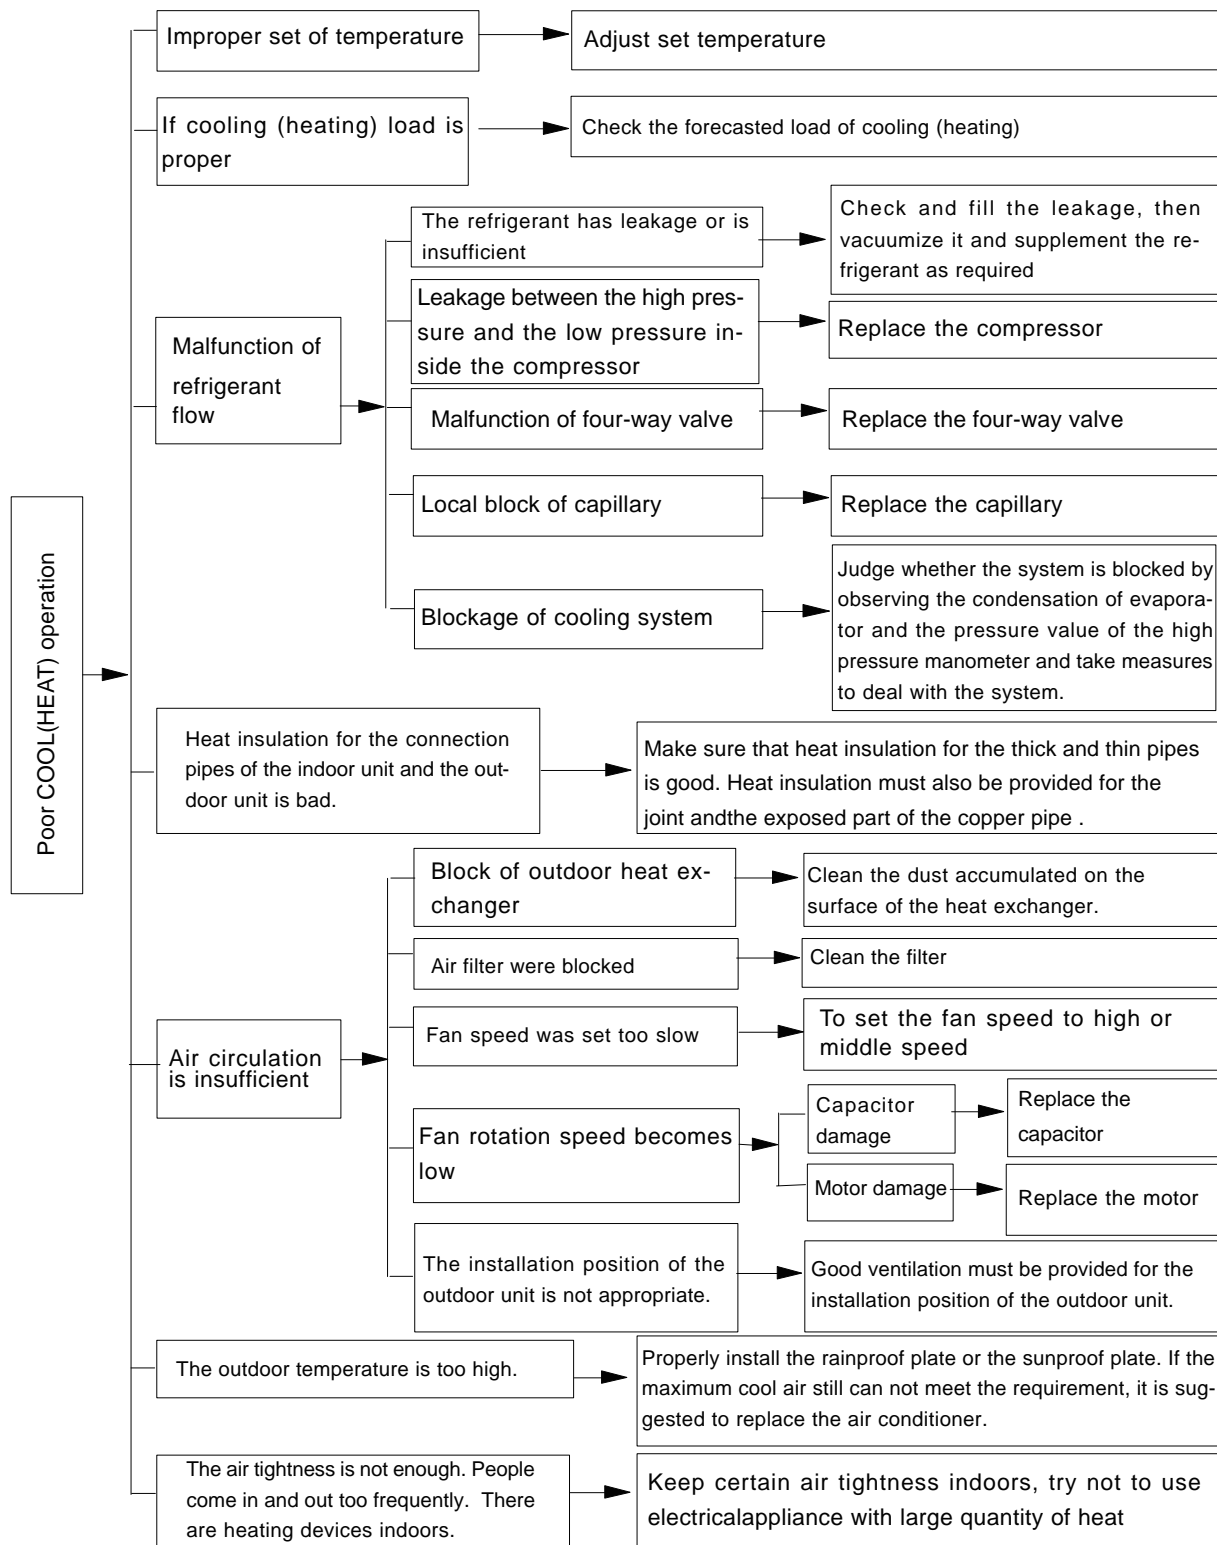 Improper set of temperature
Adjust set temperature
If cooling (heating) load is
proper
Check the forecasted load of cooling (heating)
The refrigerant has leakage or is
insufficient
Check and fill the leakage, then
vacuumize it and supplement the re-
frigerant as required
Leakage between the high pres-
sure and the low pressure in-
side the compressor
Replace the compressor
Malfunction of
refrigerant
flow
Malfunction of four-way valve
Replace the four-way valve
Local block of capillary
Replace the capillary
Blockage of cooling system
Judge whether the system is blocked by
observing the condensation of evapora-
tor and the pressure value of the high
pressure manometer and take measures
to deal with the system.
Poor COOL(HEAT) operation
Heat insulation for the connection
pipes of the indoor unit and the out-
door unit is bad.
Make sure that heat insulation for the thick and thin pipes
is good. Heat insulation must also be provided for the
joint andthe exposed part of the copper pipe .
Block of outdoor heat ex-
changer
Clean the dust accumulated on the
surface of the heat exchanger.
Air filter were blocked
Clean the filter
Air circulation
is insufficient
Fan speed was set too slow
To set the fan speed to high or
middle speed
Fan rotation speed becomes
low
Capacitor
damage
Replace the
capacitor
Motor damage
Replace the motor
The installation position of the
outdoor unit is not appropriate.
Good ventilation must be provided for the
installation position of the outdoor unit.
The outdoor temperature is too high.
Properly install the rainproof plate or the sunproof plate. If the
maximum cool air still can not meet the requirement, it is sug-
gested to replace the air conditioner.
The air tightness is not enough. People
come in and out too frequently. There
are heating devices indoors.
Keep certain air tightness indoors, try not to use
electricalappliance with large quantity of heat